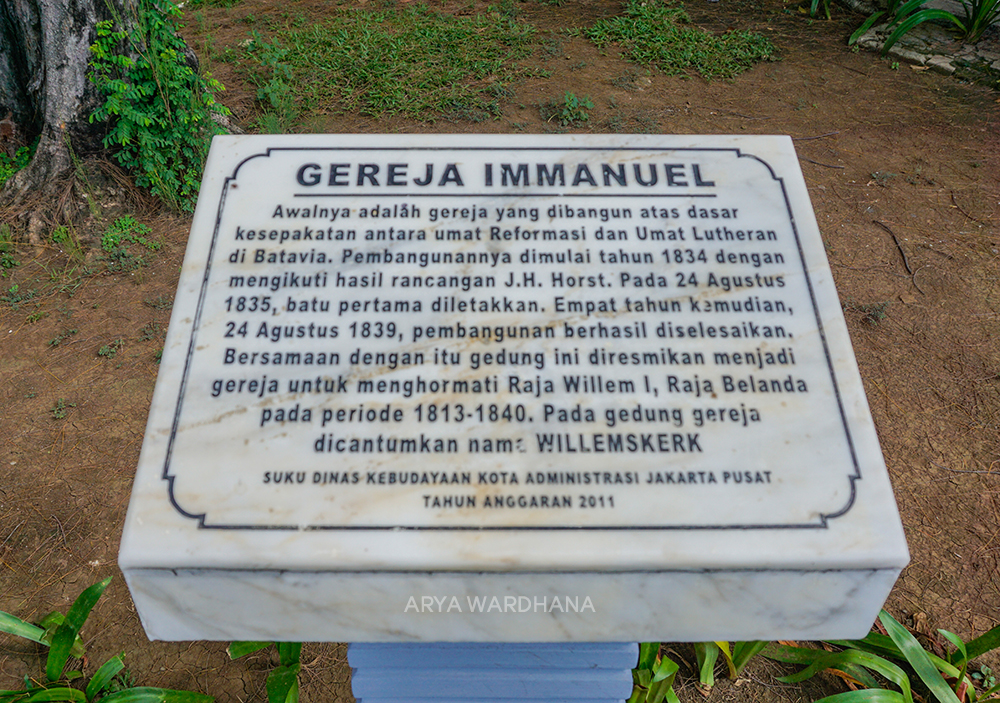 GEREJA IMMANUEL
Awalnya adalah gereja yang dibangun atas dasar
kesepakatan antara umat Reformasi dan Umat Lutheran
di Batavia. Pembangunannya dimulai tahun 1834 dengan
mengikuti hasil rancangan J.H. Horst. Pada 24 Agustus
1835, batu pertama diletakkan. Empat tahun kemudian,
24 Agustus 1839, pembangunan berhasil diselesaikan.
Bersamaan dengan itu gedung ini diresmikan menjadi
gereja untuk menghormati Raja Willem I, Raja Belanda
pada periode 1813-1840. Pada gedung gereja
dicantumkan nama WILLEMSKERK
SUKU DINAS KEBUDAYAAN KOTA ADMINISTRASI JAKARTA PUSAT
TAHUN ANGGARAN 2011
ARYA WARDHANA